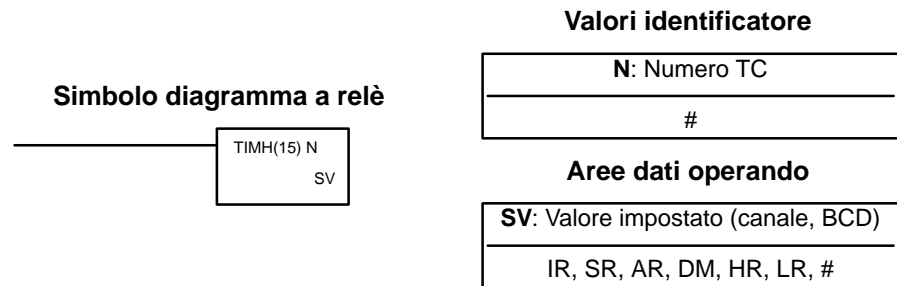 Simbolo diagramma a relè
TIMH(15) N
SV
Valori identificatore
N: Numero TC
#
Aree dati operando
SV: Valore impostato (canale, BCD)
IR, SR, AR, DM, HR, LR, #